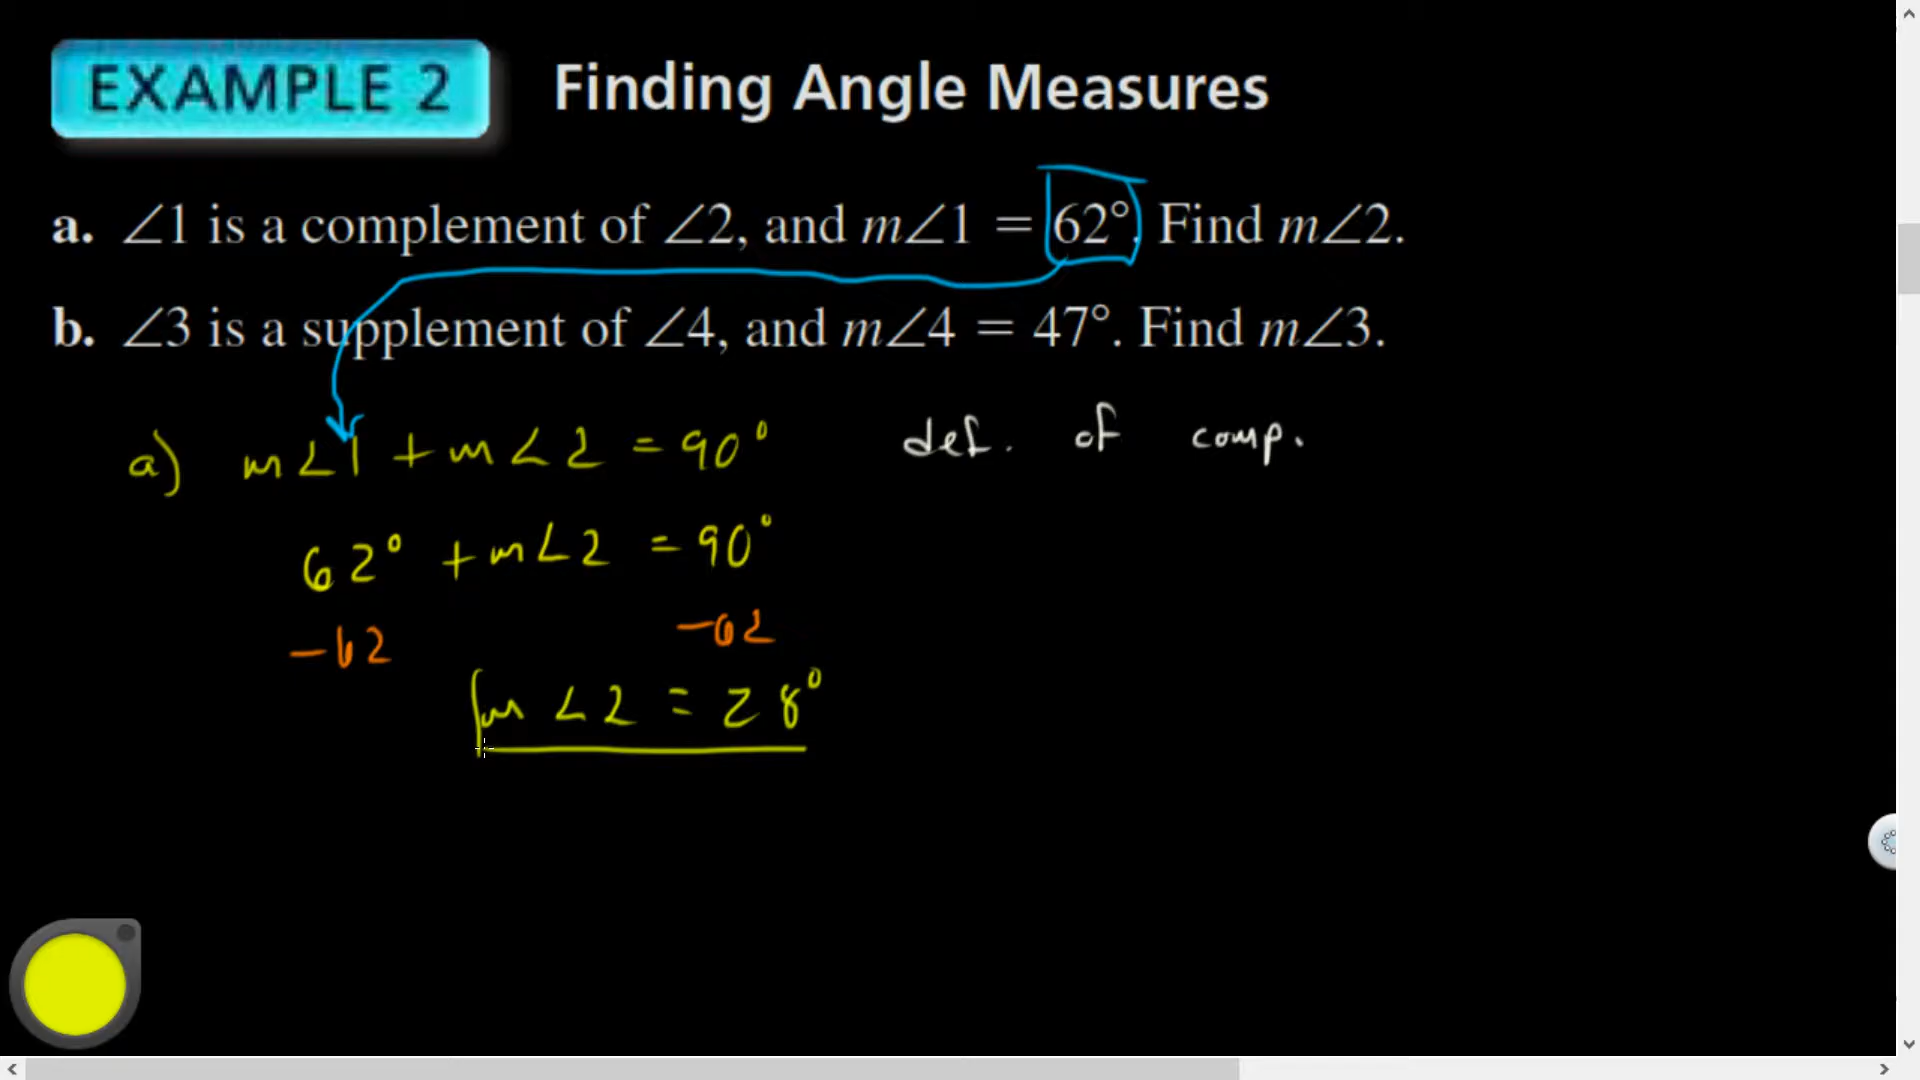 EXAMPLE 2 Finding Angle Measures
a. ∠1 is a complement of ∠2, and m∠1 = 62°. Find m∠2.
b. ∠3 is a supplement of ∠4, and m∠4 = 47°. Find m∠3.
a) m∠1 + m∠2 = 90° def. of comp.
62° + m∠2 = 90°
-62 -62
m∠2 = 28°